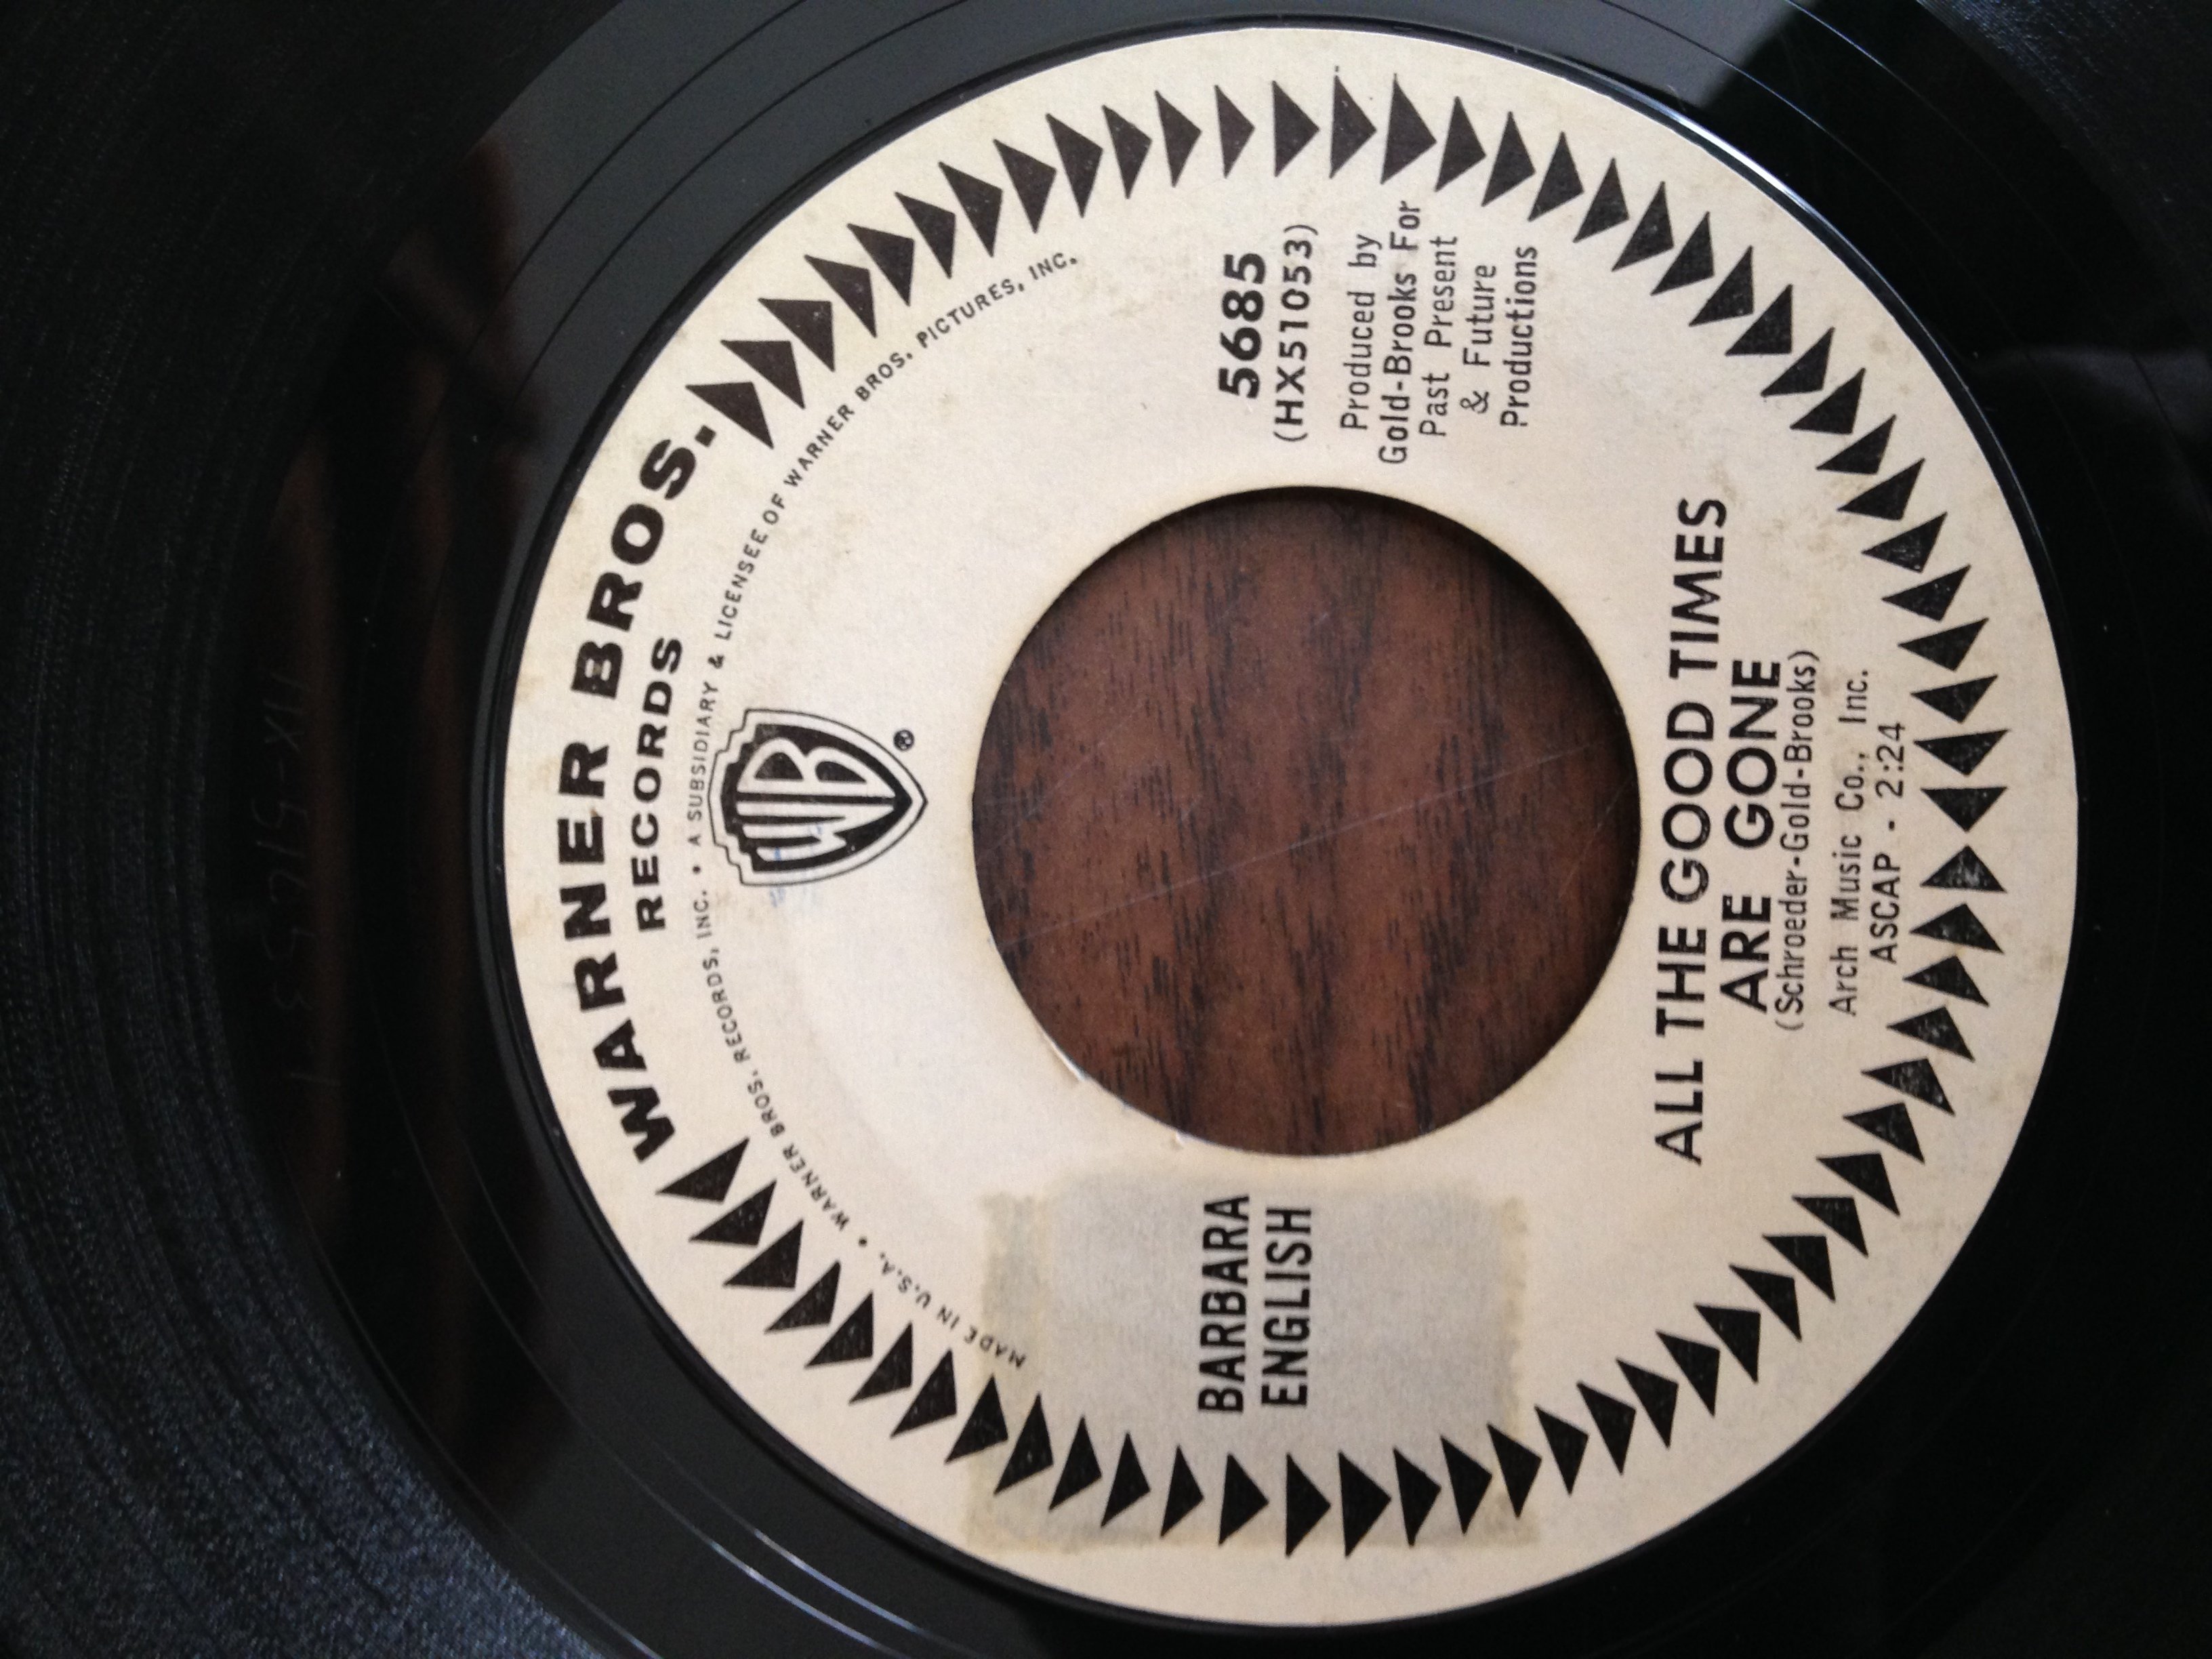 WARNER BROS.
RECORDS
MADE IN U.S.A. • WARNER BROS. RECORDS, INC. • A SUBSIDIARY & LICENSEE OF WARNER BROS. PICTURES, INC.
WB®
BARBARA
ENGLISH
5685
(HX51053)
Produced by
Gold-Brooks For
Past Present
& Future
Productions
ALL THE GOOD TIMES
ARE GONE
(Schroeder-Gold-Brooks)
Arch Music Co., Inc.
ASCAP - 2:24